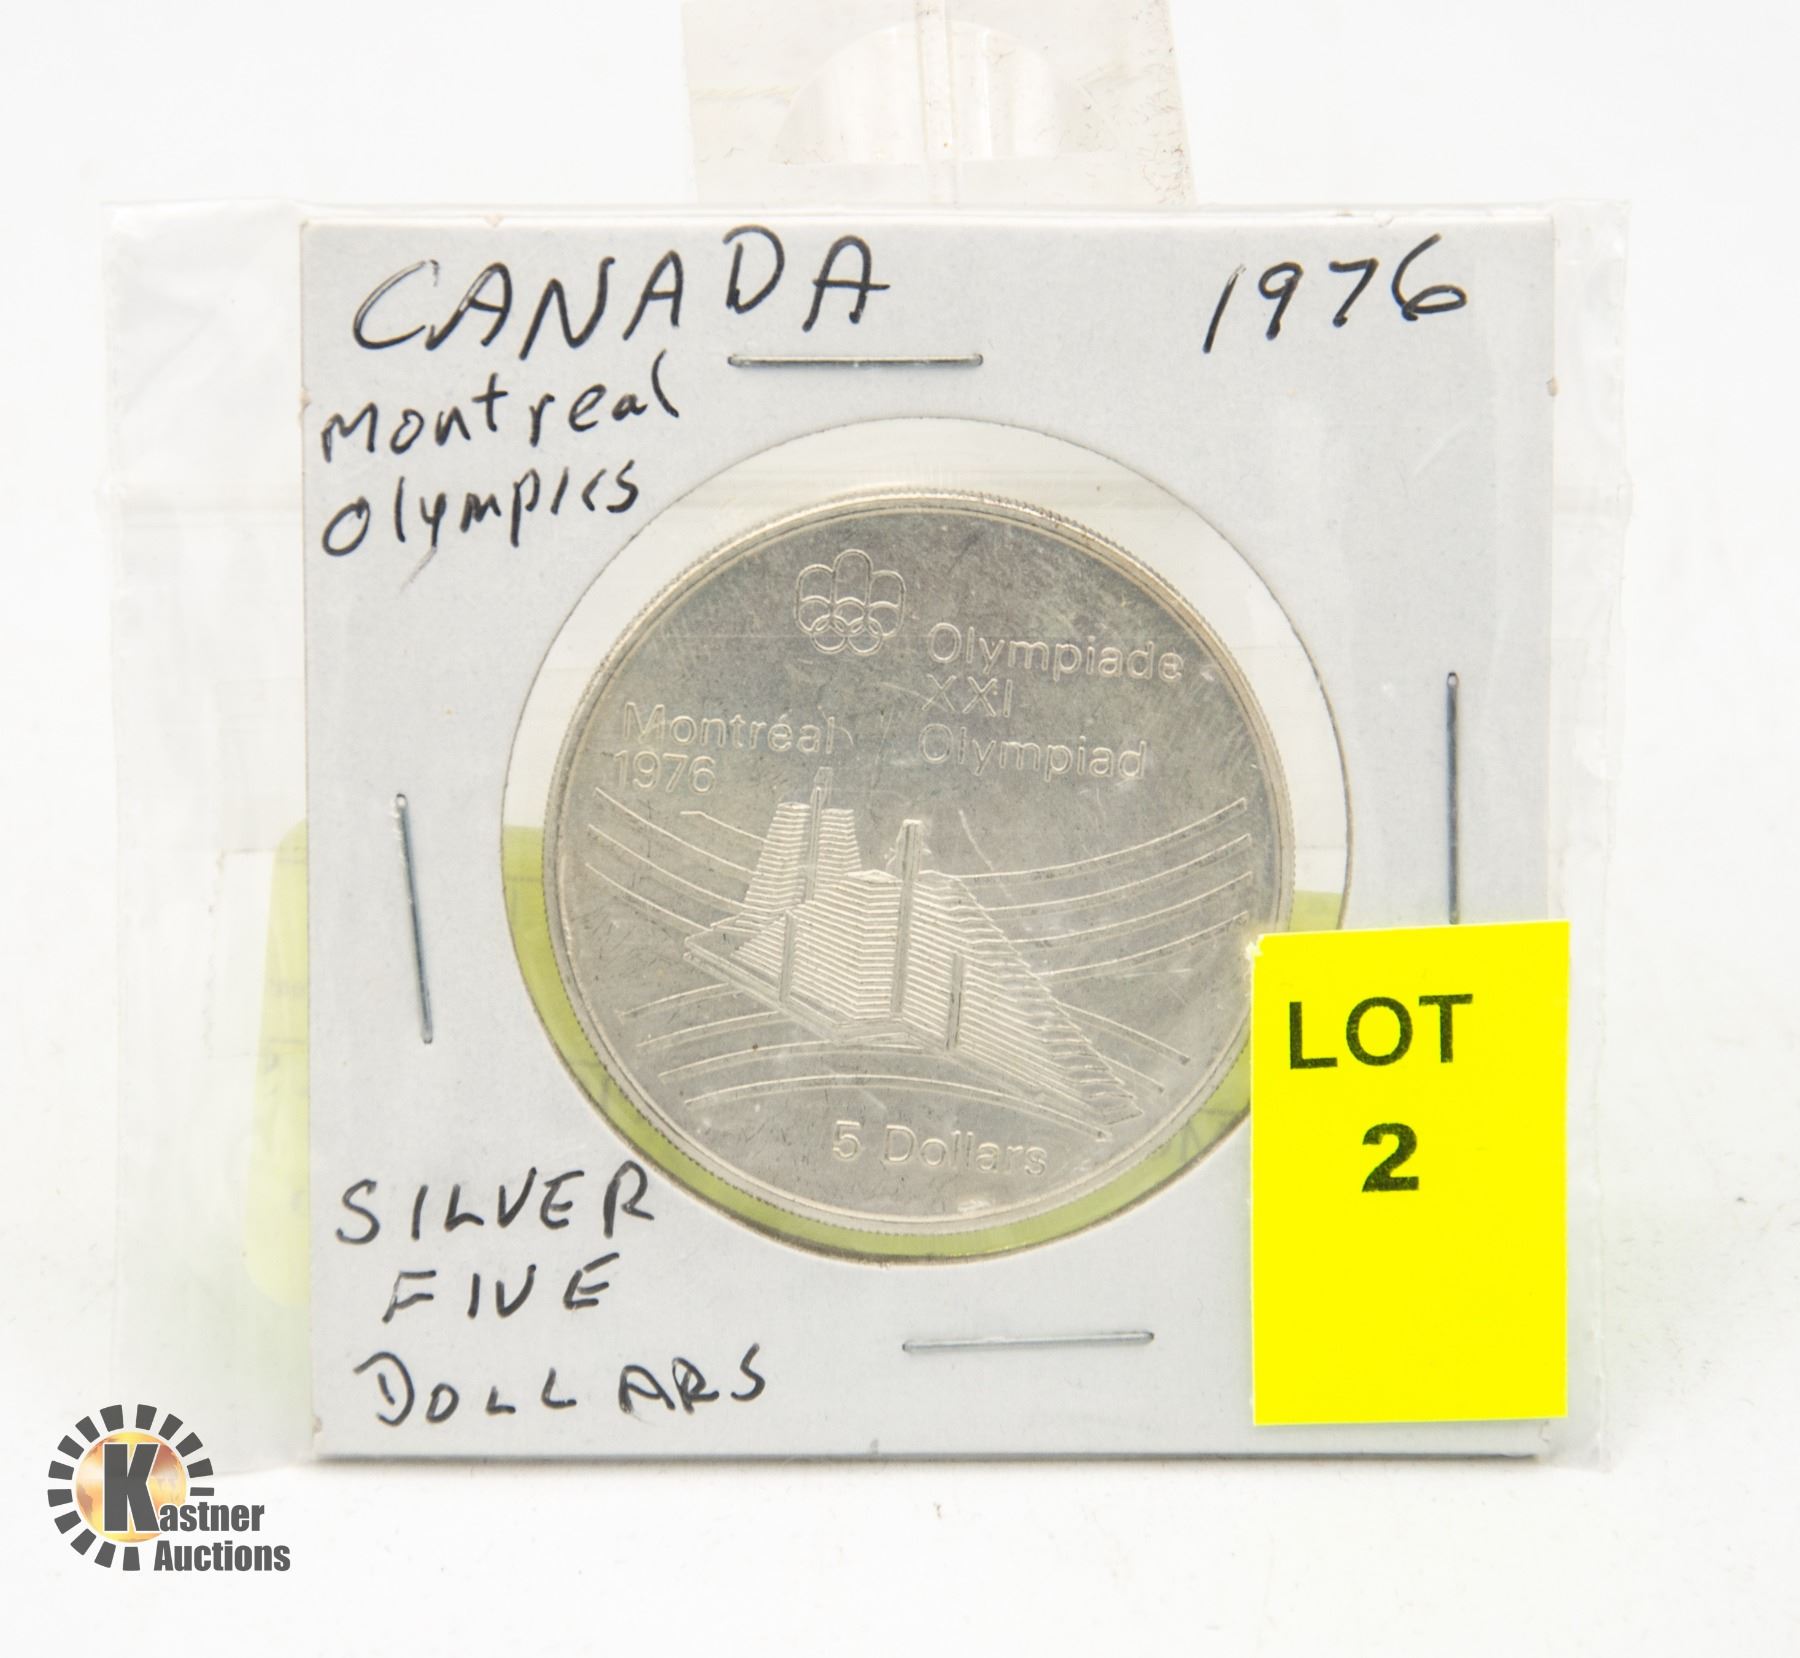 CANADA
1976
Montreal
Olympics
Olympiade
XXI
Olympiad
Montréal
1976
5 Dollars
SILVER
FIVE
DOLLARS
LOT
2
Kastner
Auctions